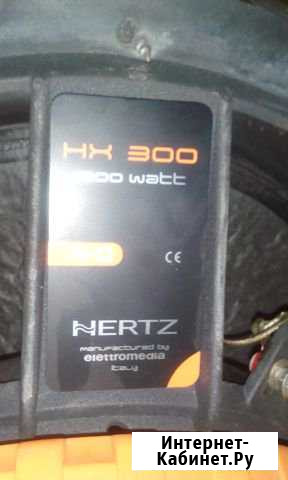 HX 300
watt
CE
HERTZ
manufactured by
elettromedia
italy
Интернет-
Кабинет.Ру